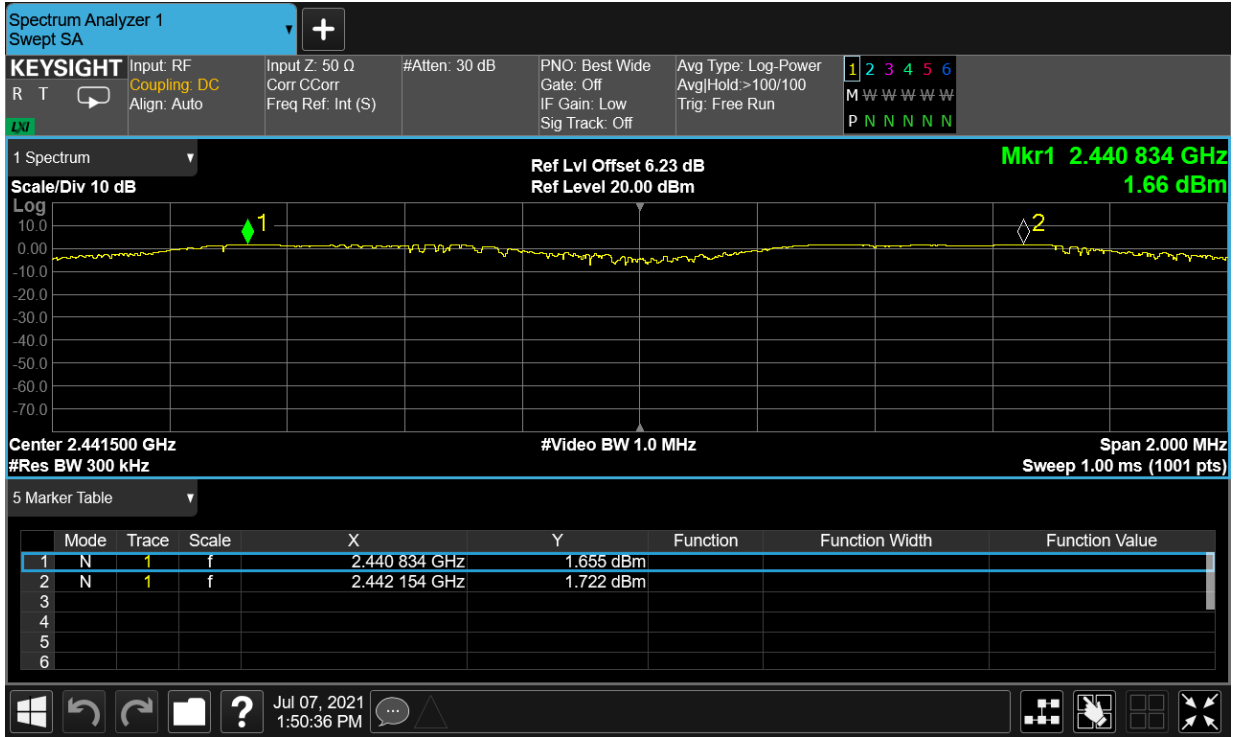 Spectrum Analyzer 1
Swept SA
KEYSIGHT
R T
LXI
Input: RF
Coupling: DC
Align: Auto
Input Z: 50 Ω
Corr CCorr
Freq Ref: Int (S)
#Atten: 30 dB
PNO: Best Wide
Gate: Off
IF Gain: Low
Sig Track: Off
Avg Type: Log-Power
Avg|Hold:>100/100
Trig: Free Run
1 2 3 4 5 6
M W W W W W
P N N N N N
1 Spectrum
Scale/Div 10 dB
Ref Lvl Offset 6.23 dB
Ref Level 20.00 dBm
Mkr1 2.440 834 GHz
1.66 dBm
Log
10.0
0.00
-10.0
-20.0
-30.0
-40.0
-50.0
-60.0
-70.0
1
2
Center 2.441500 GHz
#Video BW 1.0 MHz
Span 2.000 MHz
#Res BW 300 kHz
Sweep 1.00 ms (1001 pts)
5 Marker Table
Mode Trace Scale X Y Function Function Width Function Value
1 N 1 f 2.440 834 GHz 1.655 dBm
2 N 1 f 2.442 154 GHz 1.722 dBm
3
4
5
6
?
Jul 07, 2021
1:50:36 PM